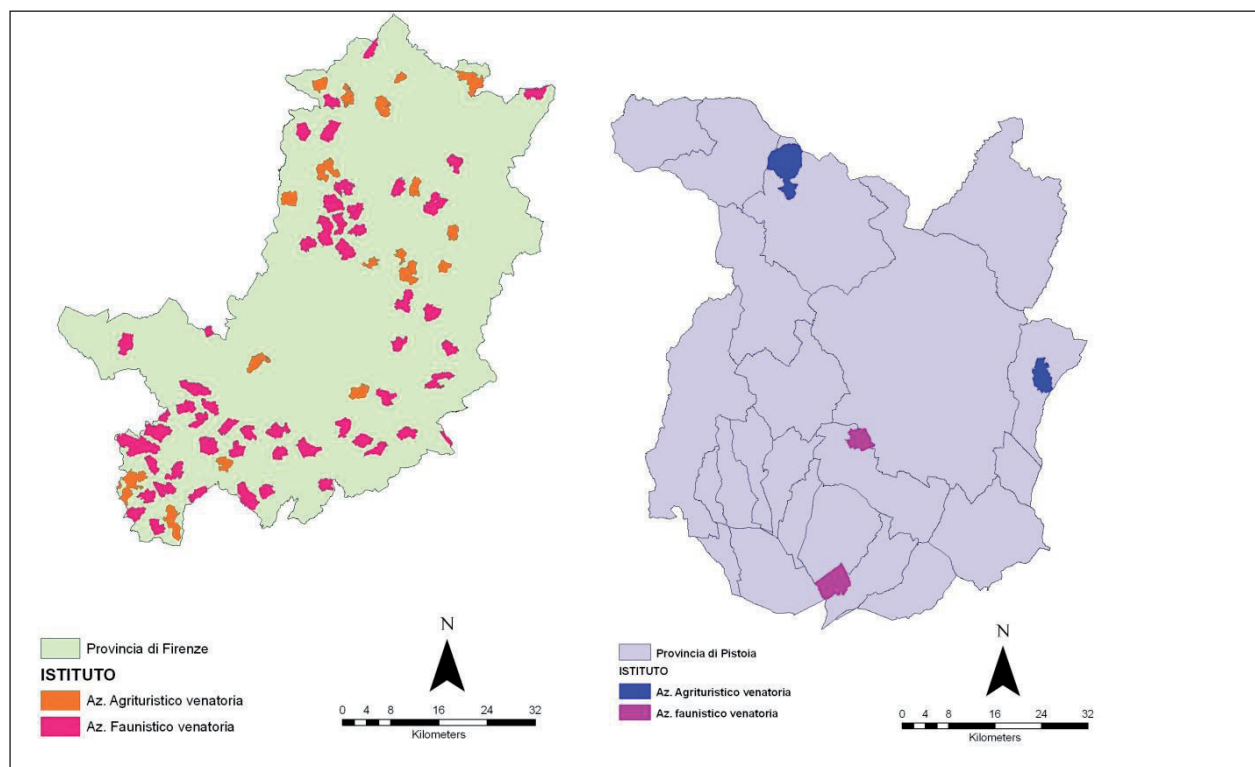 N
Provincia di Firenze
ISTITUTO
Az. Agrituristico venatoria
Az. Faunistico venatoria
0 4 8 16 24 32
Kilometers
N
Provincia di Pistoia
ISTITUTO
Az. Agrituristico venatoria
Az. faunistico venatoria
0 4 8 16 24 32
Kilometers